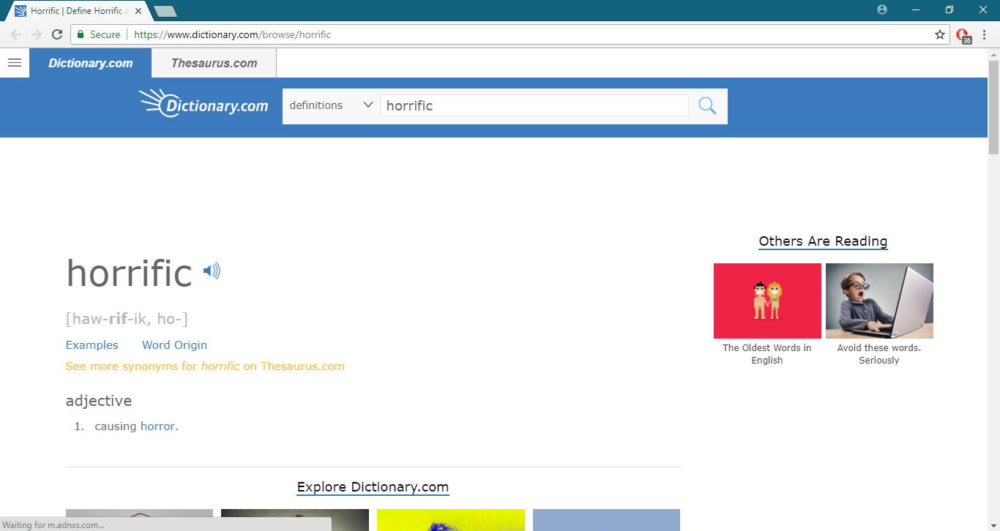 Horrific | Define Horrific a
Secure
https://www.dictionary.com/browse/horrific
36
Dictionary.com
Thesaurus.com
Dictionary.com
definitions
horrific
Others Are Reading
The Oldest Words in
English
Avoid these words.
Seriously
horrific
[haw-rif-ik, ho-]
Examples
Word Origin
See more synonyms for horrific on Thesaurus.com
adjective
1. causing horror.
Explore Dictionary.com
Waiting for m.adnxs.com...